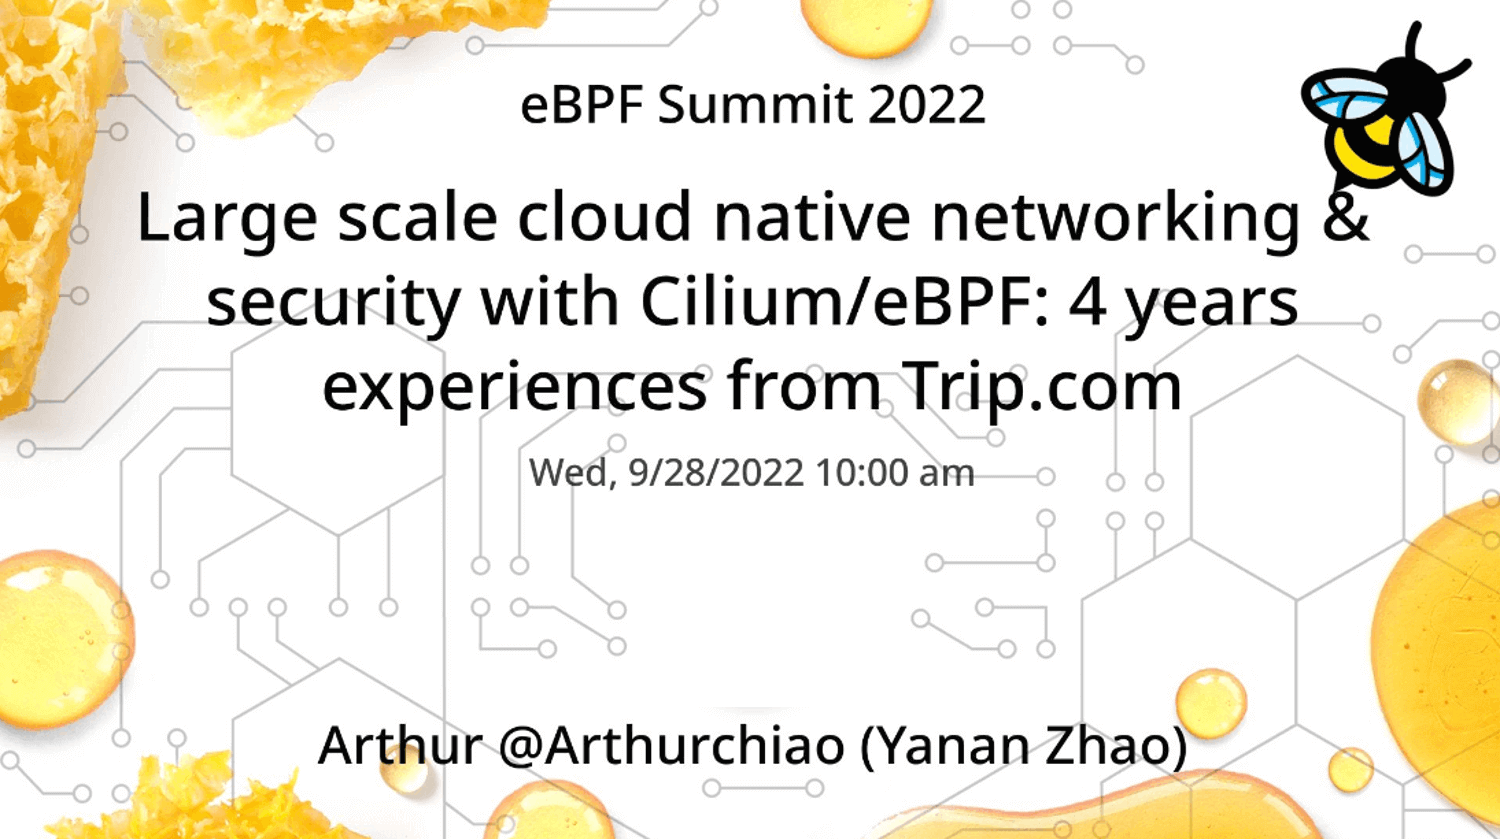 eBPF Summit 2022
Large scale cloud native networking &
security with Cilium/eBPF: 4 years
experiences from Trip.com
Wed, 9/28/2022 10:00 am
Arthur @Arthurchiao (Yanan Zhao)